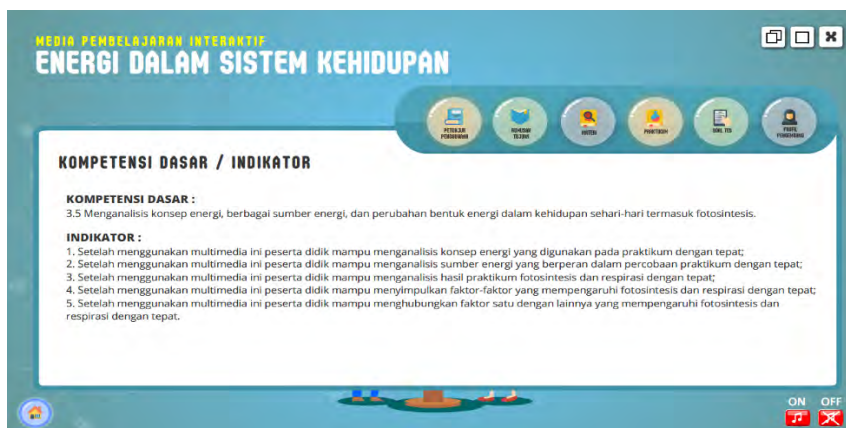 MEDIA PEMBELAJARAN INTERAKTIF
ENERGI DALAM SISTEM KEHIDUPAN
PETUNJUK
PENGGUNAAN
MATERI
PRAKTIKUM
SOAL TES
PROFIL
PENGEMBANG
KOMPETENSI DASAR / INDIKATOR
KOMPETENSI DASAR :
3.5 Menganalisis konsep energi, berbagai sumber energi, dan perubahan bentuk energi dalam kehidupan sehari-hari termasuk fotosintesis.
INDIKATOR :
1. Setelah menggunakan multimedia ini peserta didik mampu menganalisis konsep energi yang digunakan pada praktikum dengan tepat;
2. Setelah menggunakan multimedia ini peserta didik mampu menganalisis sumber energi yang berperan dalam percobaan praktikum dengan tepat;
3. Setelah menggunakan multimedia ini peserta didik mampu menganalisis hasil praktikum fotosintesis dan respirasi dengan tepat;
4. Setelah menggunakan multimedia ini peserta didik mampu menyimpulkan faktor-faktor yang mempengaruhi fotosintesis dan respirasi dengan tepat;
5. Setelah menggunakan multimedia ini peserta didik mampu menghubungkan faktor satu dengan lainnya yang mempengaruhi fotosintesis dan
respirasi dengan tepat.
ON OFF